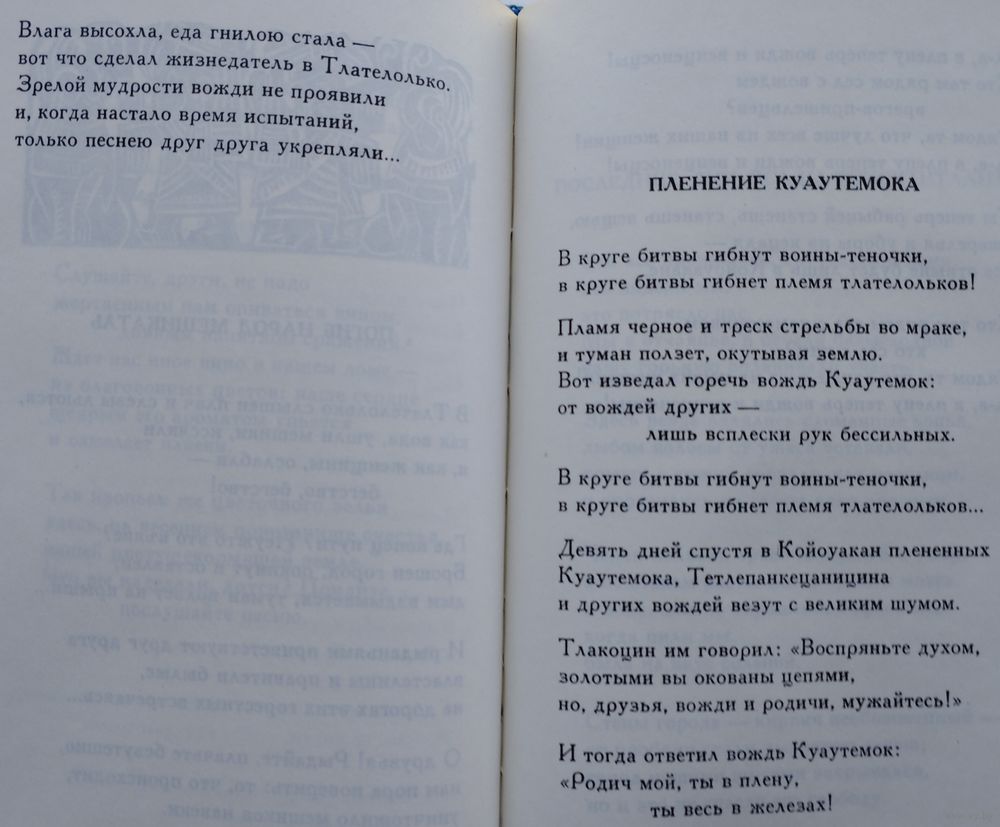 Влага высохла, еда гнилою стала —
вот что сделал жизнедатель в Тлателолько.
Зрелой мудрости вожди не проявили
и, когда настало время испытаний,
только песнею друг друга укрепляли...
ПЛЕНЕНИЕ КУАУТЕМОКА
В круге битвы гибнут воины-теночки,
в круге битвы гибнет племя тлателольков!
Пламя черное и треск стрельбы во мраке,
и туман ползет, окутывая землю.
Вот изведал горечь вождь Куаутемок:
от вождей других —
лишь всплески рук бессильных.
В круге битвы гибнут воины-теночки,
в круге битвы гибнет племя тлателольков...
Девять дней спустя в Койоуакан плененных
Куаутемока, Тетлепанкецаницина
и других вождей везут с великим шумом.
Тлакоцин им говорил: «Воспряньте духом,
золотыми вы окованы цепями,
но, друзья, вожди и родичи, мужайтесь!»
И тогда ответил вождь Куаутемок:
«Родич мой, ты в плену,
ты весь в железах!